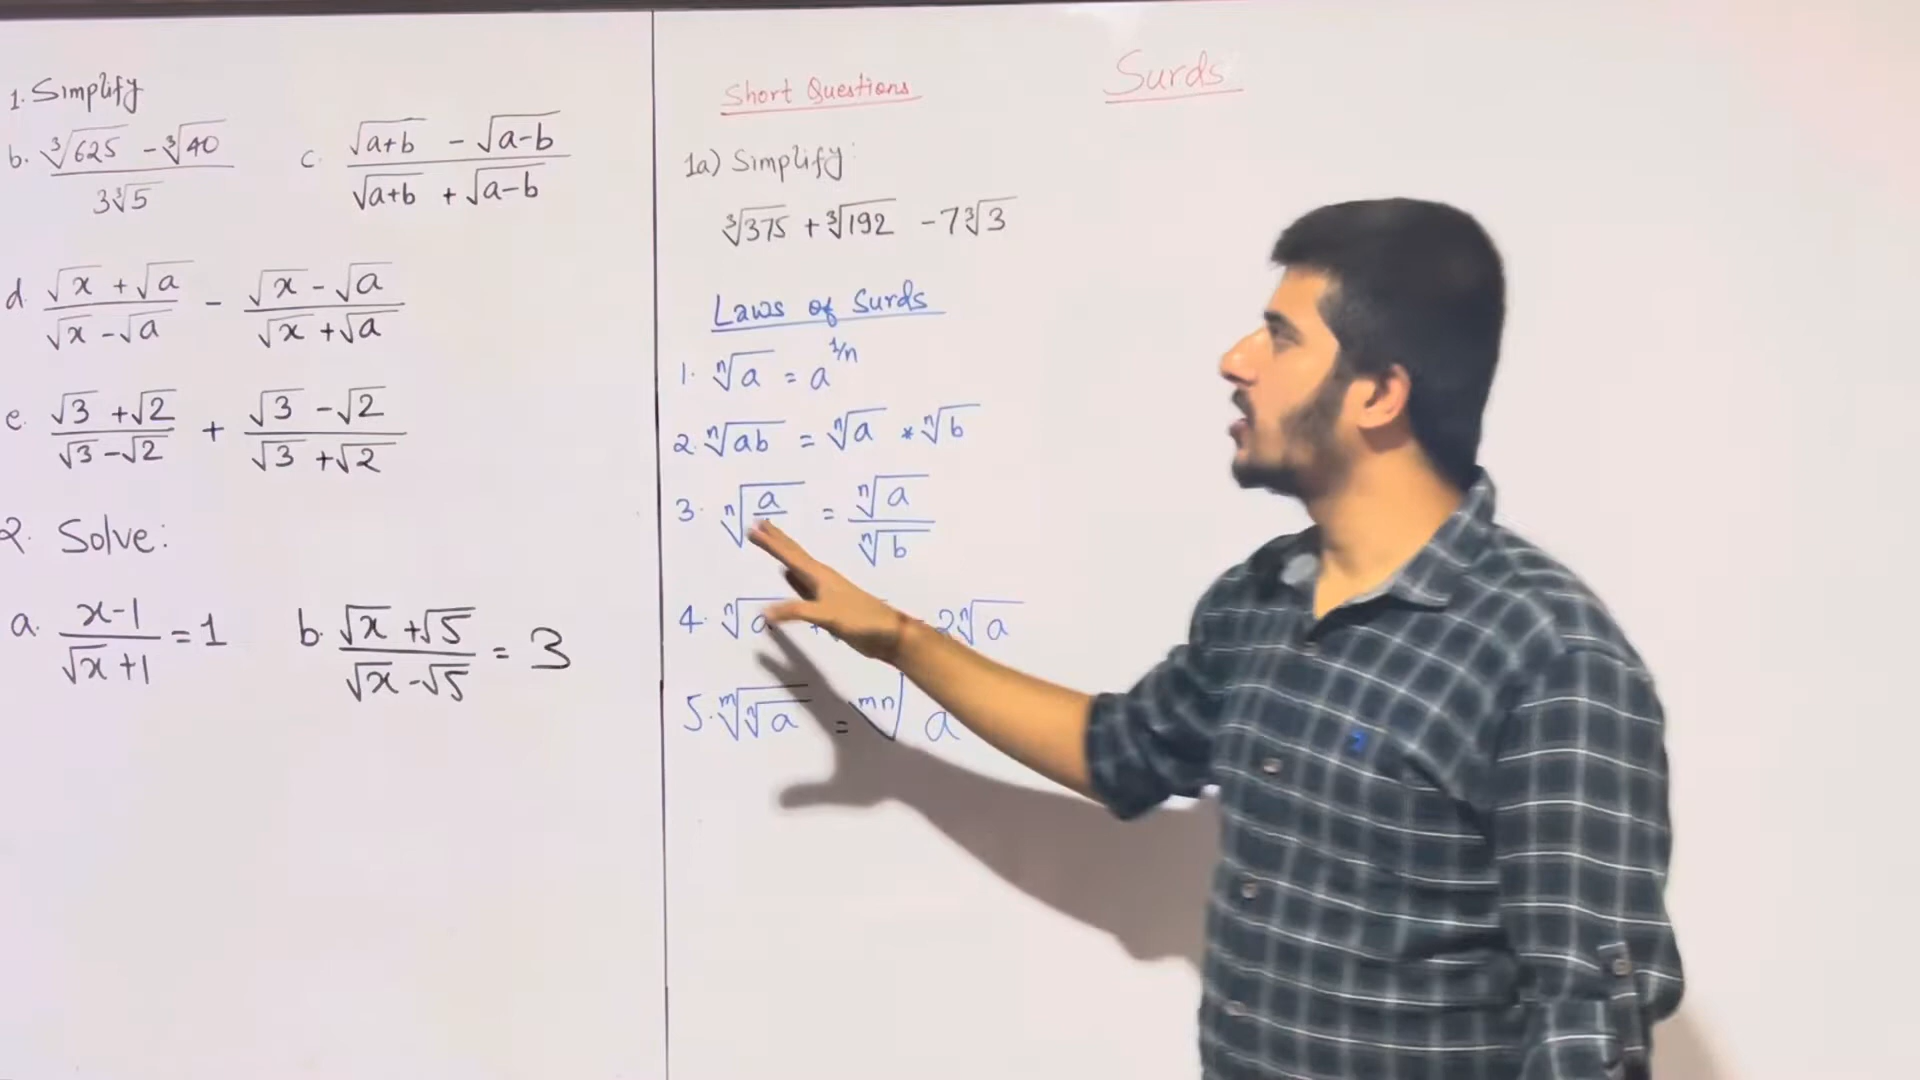 1. Simplify
b. ∛625 - ∛40 / 3∛5
c. √a+b - √a-b / √a+b + √a-b
d. √x + √a / √x - √a - √x - √a / √x + √a
e. √3 + √2 / √3 - √2 + √3 - √2 / √3 + √2
2. Solve:
a. x-1 / √x + 1 = 1
b. √x + √5 / √x - √5 = 3
Short Questions
Surds
1a) Simplify
∛375 + ∛192 - 7∛3
Laws of Surds
1. ⁿ√a = a^1/n
2. ⁿ√ab = ⁿ√a * ⁿ√b
3. ⁿ√a = ⁿ√a / ⁿ√b
4. ⁿ√a + 2ⁿ√a
5. ᵐ√ⁿ√a = ᵐⁿ√a